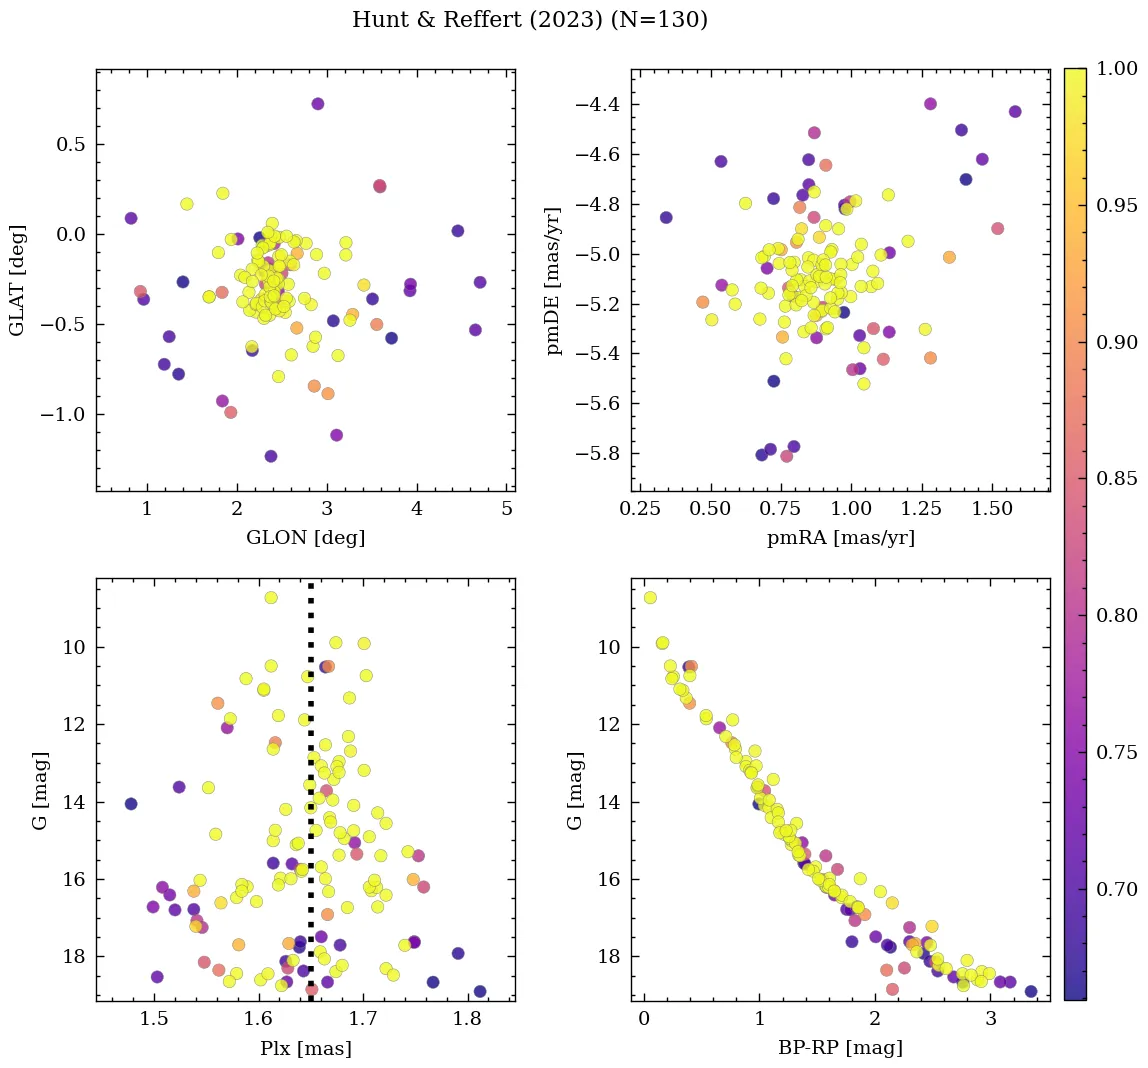 Hunt & Reffert (2023) (N=130)
0.5
0.0
−0.5
−1.0
GLAT [deg]
1 2 3 4 5
GLON [deg]
−4.4
−4.6
−4.8
−5.0
−5.2
−5.4
−5.6
−5.8
pmDE [mas/yr]
0.25 0.50 0.75 1.00 1.25 1.50
pmRA [mas/yr]
10
12
14
16
18
G [mag]
1.5 1.6 1.7 1.8
Plx [mas]
10
12
14
16
18
G [mag]
0 1 2 3
BP-RP [mag]
1.00
0.95
0.90
0.85
0.80
0.75
0.70